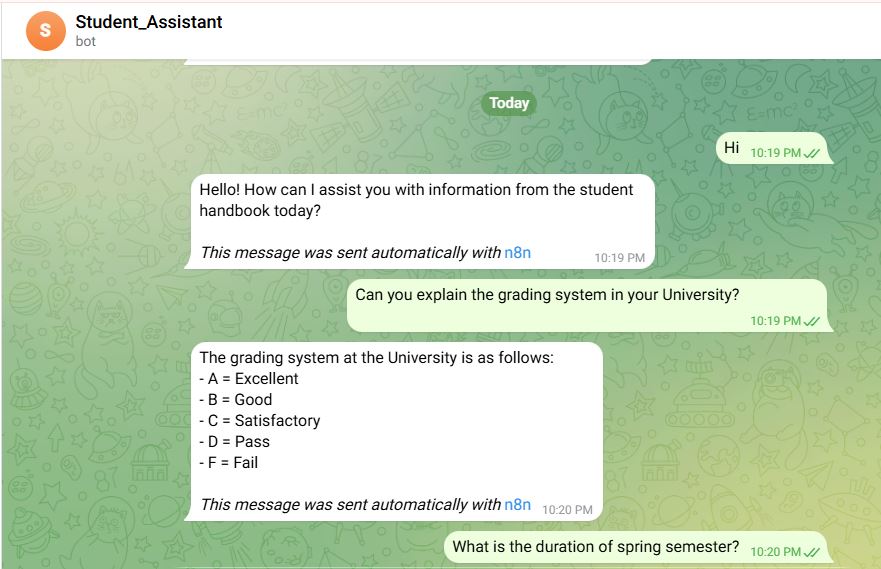 S
Student_Assistant
bot
Today
Hi 10:19 PM
Hello! How can I assist you with information from the student
handbook today?
This message was sent automatically with n8n 10:19 PM
Can you explain the grading system in your University?
10:19 PM
The grading system at the University is as follows:
- A = Excellent
- B = Good
- C = Satisfactory
- D = Pass
- F = Fail
This message was sent automatically with n8n 10:20 PM
What is the duration of spring semester? 10:20 PM